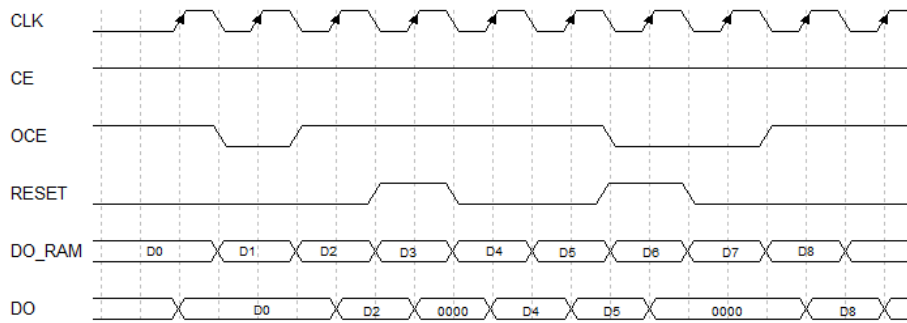 CLK
CE
OCE
RESET
DO_RAM D0 D1 D2 D3 D4 D5 D6 D7 D8
DO D0 D2 0000 D4 D5 0000 D8